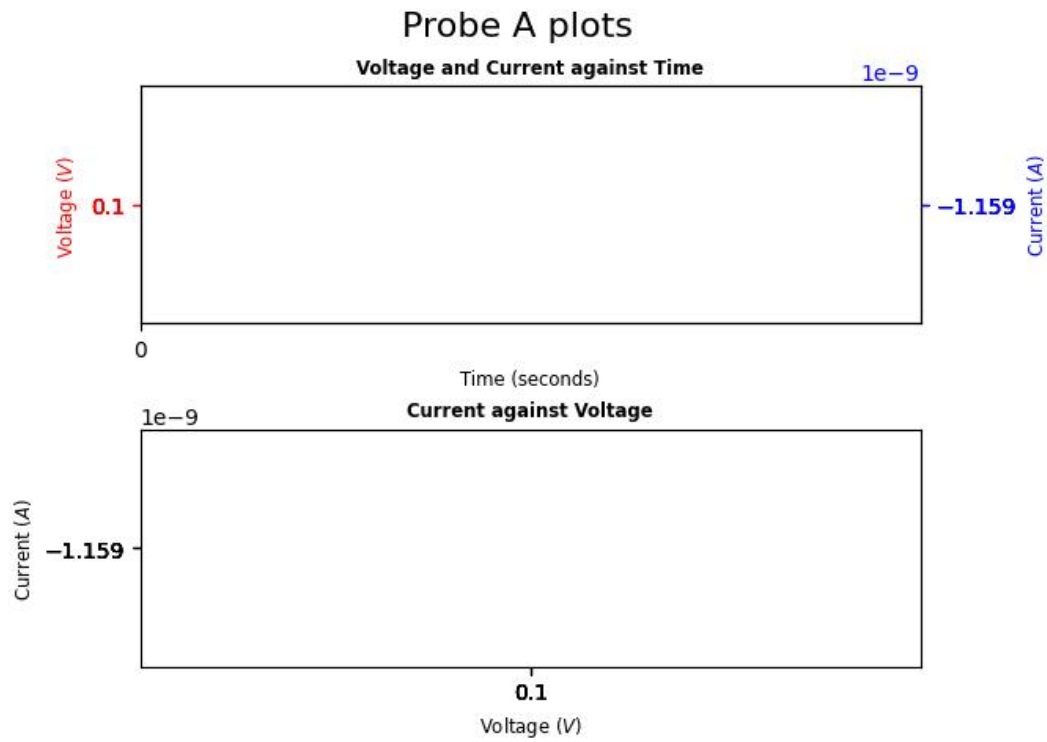 Probe A plots
Voltage and Current against Time
1e−9
Voltage (V)
0.1
−1.159
Current (A)
0
Time (seconds)
Current against Voltage
1e−9
Current (A)
−1.159
0.1
Voltage (V)